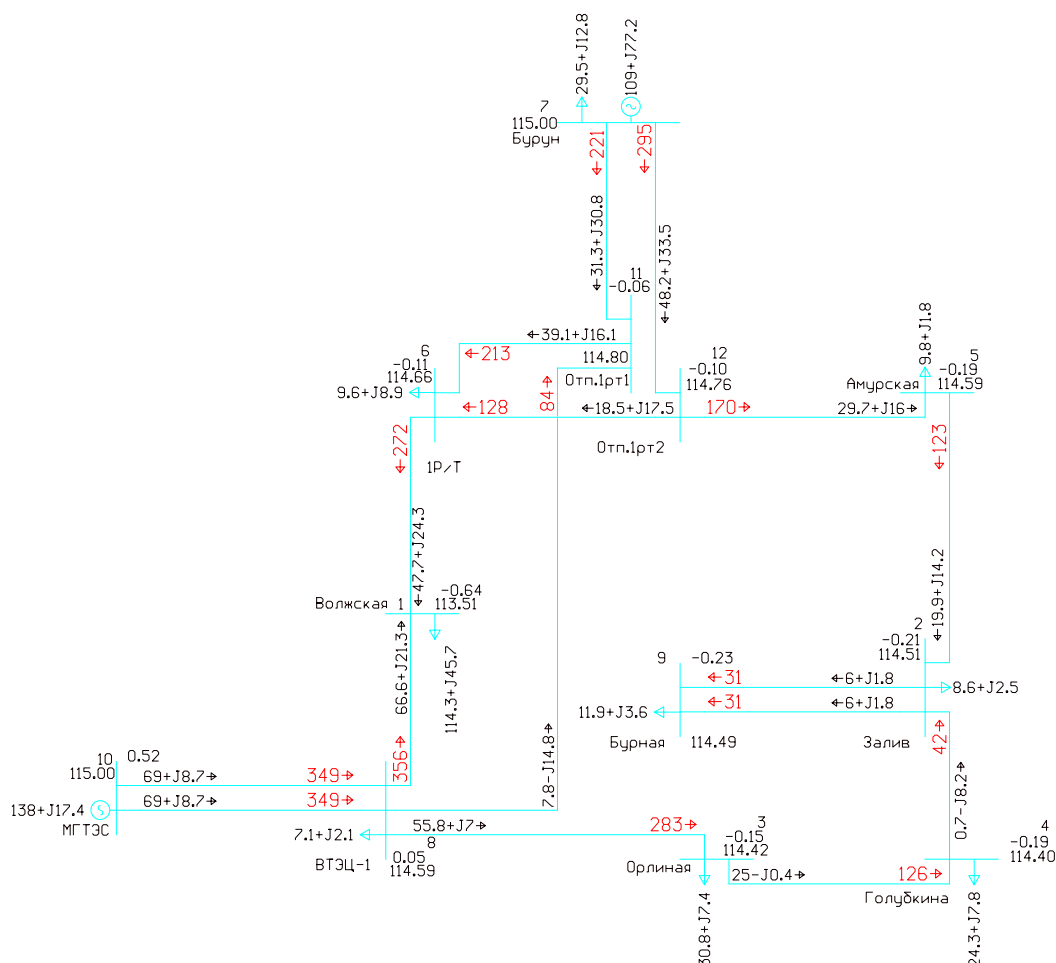 29.5+J12.8
109+J77.2
7
115.00
Бурун
221
295
31.3+J30.8
48.2+J33.5
11
-0.06
39.1+J16.1
213
114.80
Отп.1рт1
84
6
-0.11
114.66
9.6+J8.9
12
-0.10
114.76
9.8+J1.8
5
-0.19
114.59
Амурская
128
18.5+J17.5
170
29.7+J16
Отп.1рт2
272
1Р/Т
123
47.7+J24.3
19.9+J14.2
Волжская
1
-0.64
113.51
66.6+J21.3
114.3+J45.7
2
-0.21
114.51
9
-0.23
31
6+J1.8
8.6+J2.5
31
6+J1.8
11.9+J3.6
Бурная
114.49
Залив
42
10
0.52
115.00
69+J8.7
349
356
7.8-J14.8
0.7-J8.2
69+J8.7
349
138+J17.4
МГТЭС
7.1+J2.1
55.8+J7
283
8
0.05
114.59
ВТЭЦ-1
3
-0.15
114.42
Орлиная
4
-0.19
114.40
25-J0.4
126
Голубкина
30.8+J7.4
24.3+J7.8